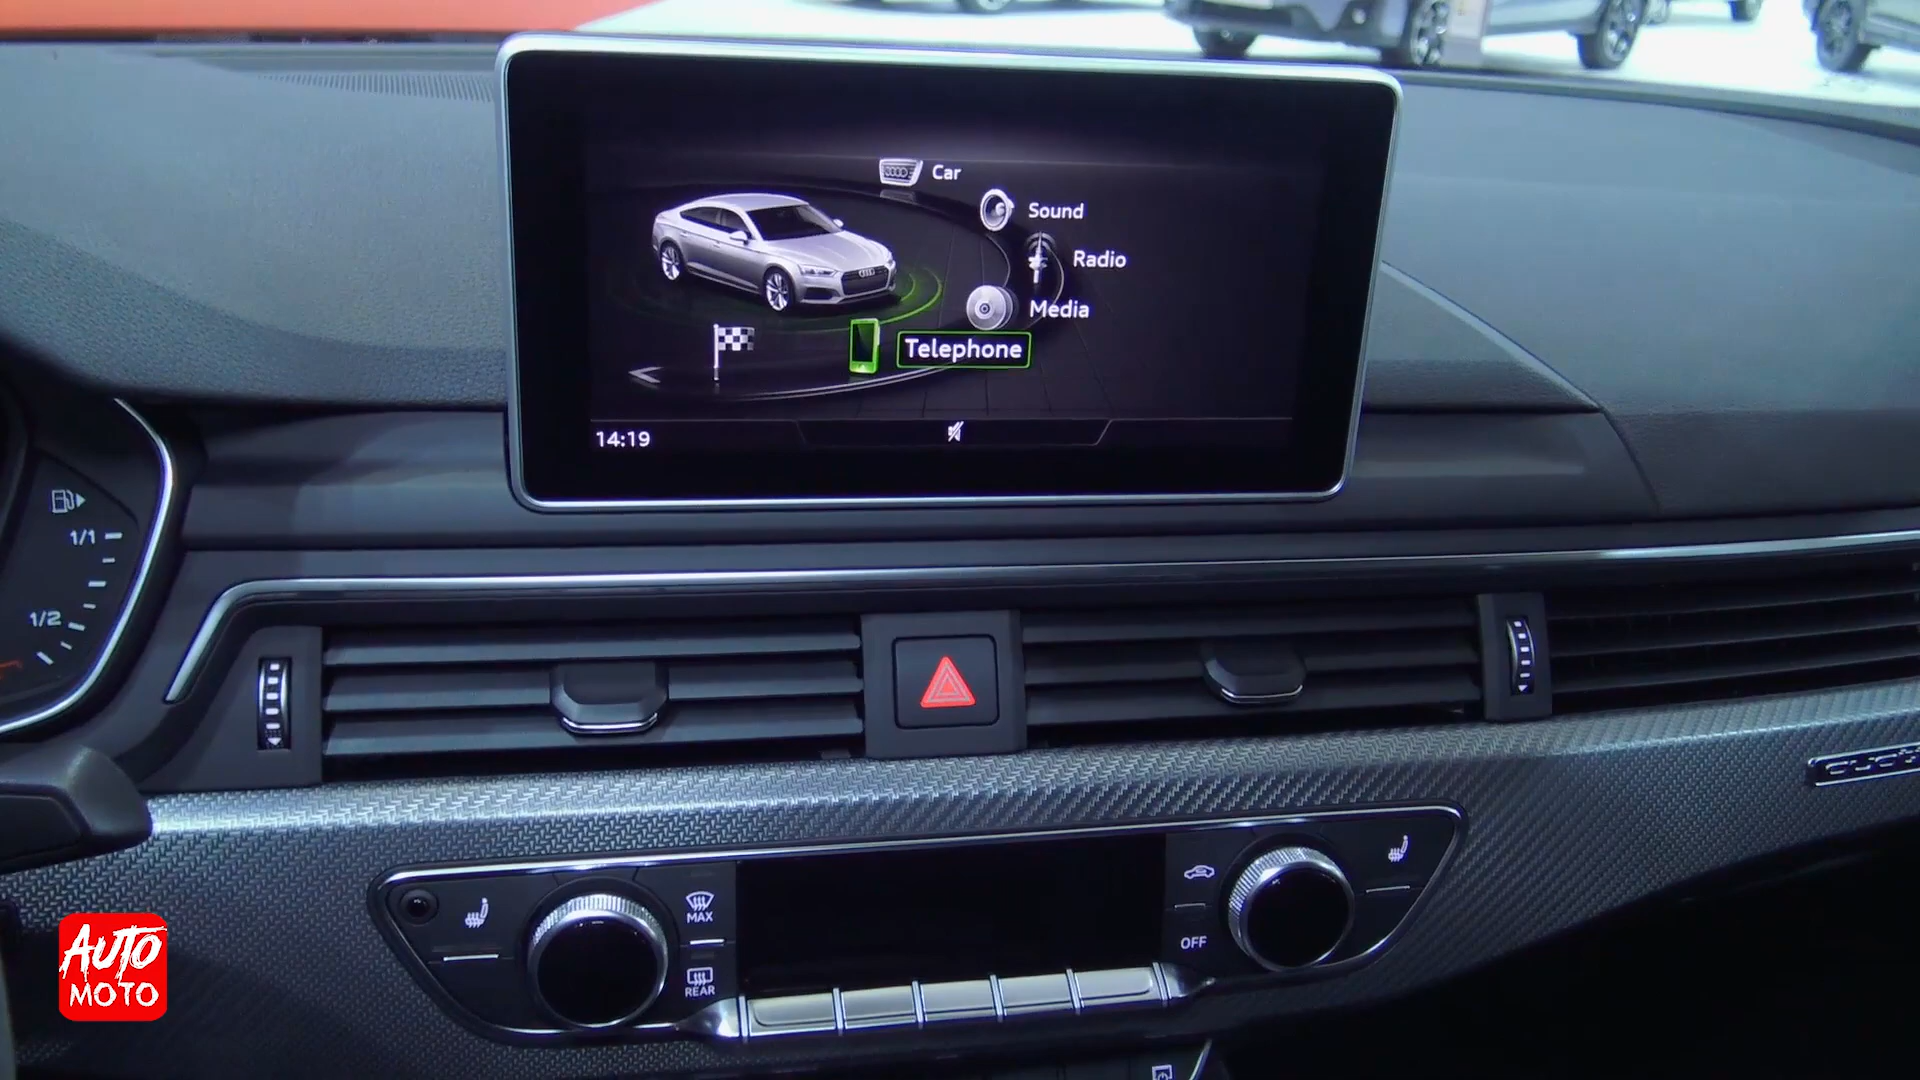 Car
Sound
Radio
Media
Telephone
14:19
1/1
1/2
MAX
REAR
OFF
AUTO
MOTO